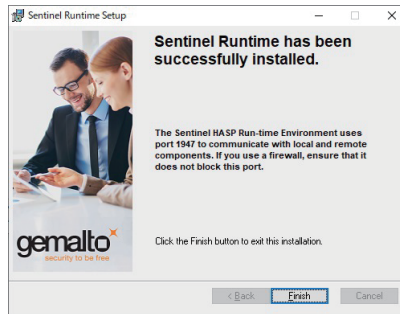 Sentinel Runtime Setup
Sentinel Runtime has been
successfully installed.
The Sentinel HASP Run-time Environment uses
port 1947 to communicate with local and remote
components. If you use a firewall, ensure that it
does not block this port.
gemalto
security to be free
Click the Finish button to exit this installation.
< Back
Finish
Cancel